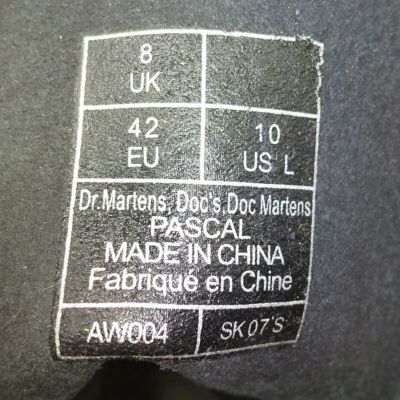 8
UK
42
EU
10
US L
Dr.Martens, Doc's, Doc Martens
PASCAL
MADE IN CHINA
Fabriqué en Chine
AW004
SK07'S